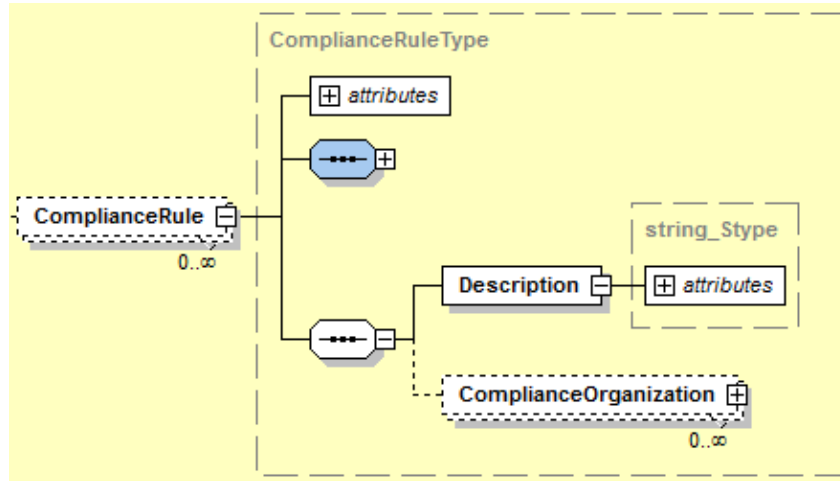 ComplianceRuleType
attributes
ComplianceRule
0..∞
string_Stype
Description
attributes
ComplianceOrganization
0..∞